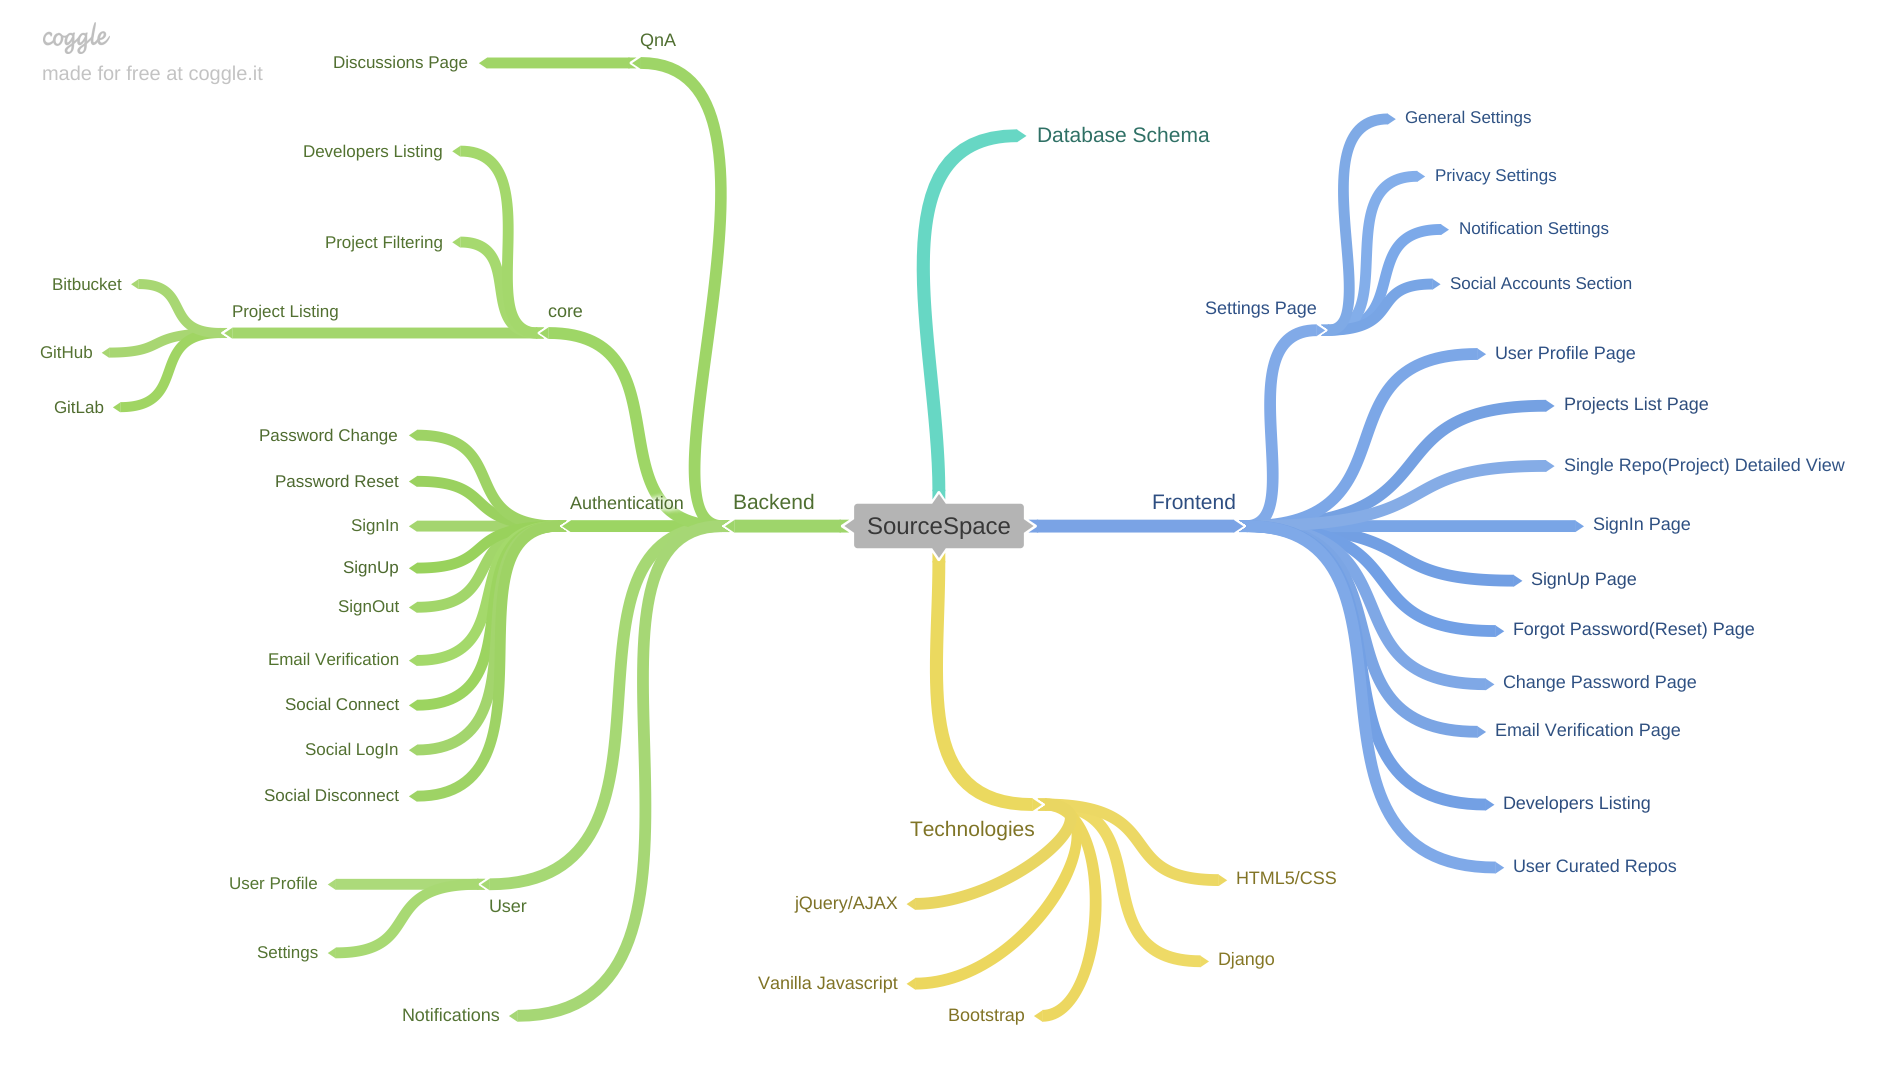 coggle
made for free at coggle.it
QnA
Discussions Page
Developers Listing
Project Filtering
core
Project Listing
Bitbucket
GitHub
GitLab
Authentication
Password Change
Password Reset
SignIn
SignUp
SignOut
Email Verification
Social Connect
Social LogIn
Social Disconnect
User Profile
User
Settings
Notifications
Backend
SourceSpace
Database Schema
Frontend
Settings Page
General Settings
Privacy Settings
Notification Settings
Social Accounts Section
User Profile Page
Projects List Page
Single Repo(Project) Detailed View
SignIn Page
SignUp Page
Forgot Password(Reset) Page
Change Password Page
Email Verification Page
Developers Listing
User Curated Repos
Technologies
HTML5/CSS
jQuery/AJAX
Django
Vanilla Javascript
Bootstrap